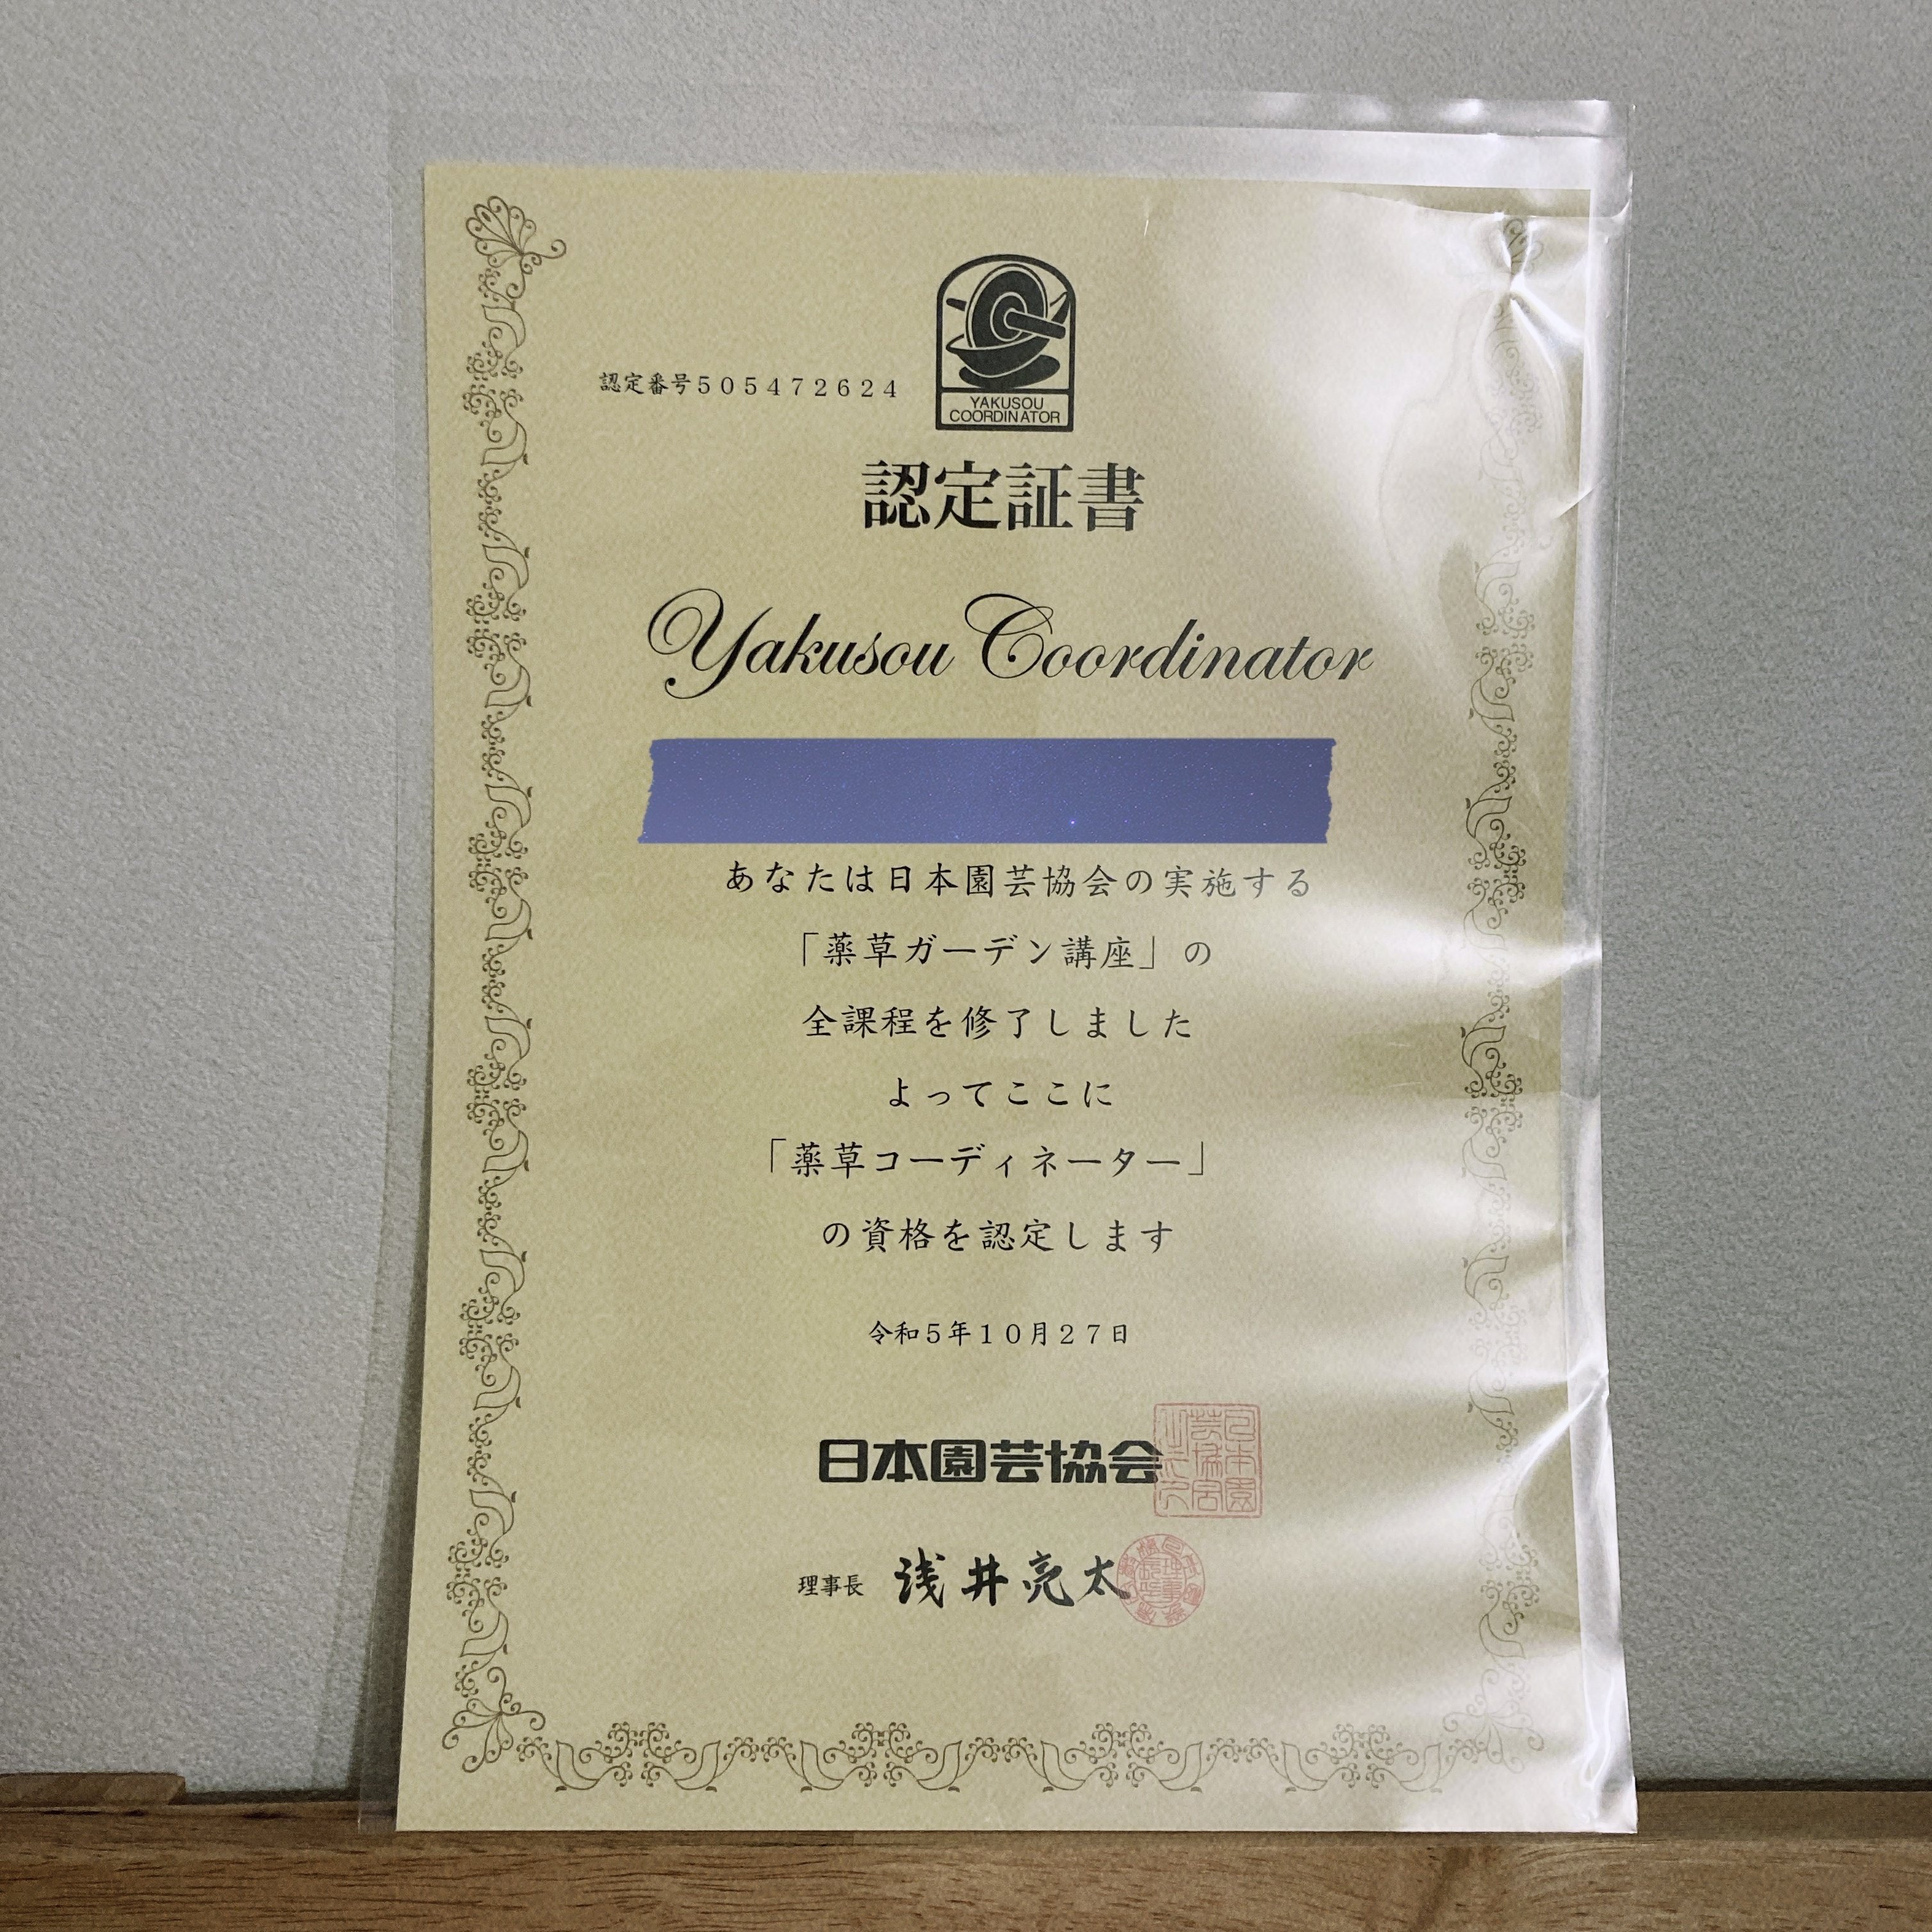 認定番号505472624
YAKUSOU
COORDINATOR
認定証書
Yakusou Coordinator
あなたは日本園芸協会の実施する
「薬草ガーデン講座」の
全課程を修了しました
よってここに
「薬草コーディネーター」
の資格を認定します
令和5年10月27日
日本園芸協会
理事長 浅井亮太